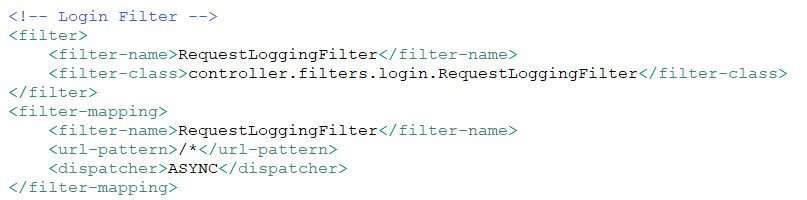 <!-- Login Filter -->
<filter>
    <filter-name>RequestLoggingFilter</filter-name>
    <filter-class>controller.filters.login.RequestLoggingFilter</filter-class>
</filter>
<filter-mapping>
    <filter-name>RequestLoggingFilter</filter-name>
    <url-pattern>/*</url-pattern>
    <dispatcher>ASYNC</dispatcher>
</filter-mapping>